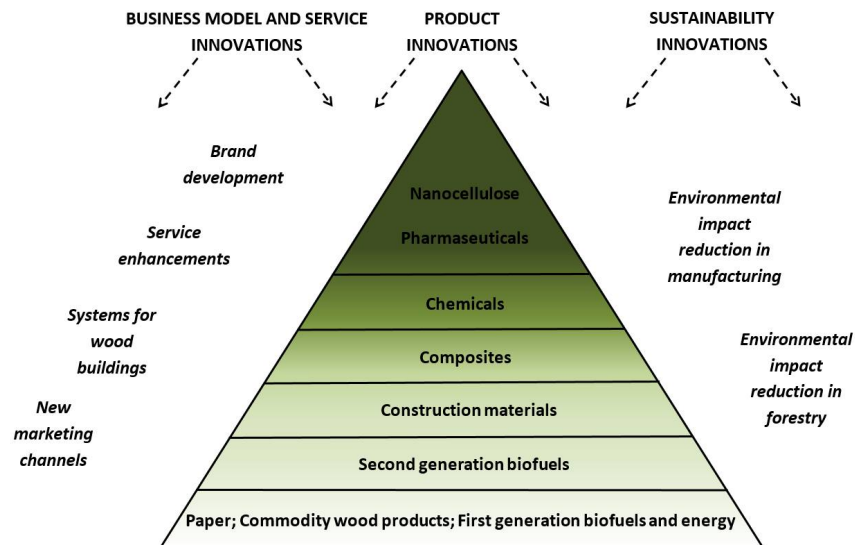 BUSINESS MODEL AND SERVICE
INNOVATIONS
PRODUCT
INNOVATIONS
SUSTAINABILITY
INNOVATIONS
Brand
development
Service
enhancements
Systems for
wood
buildings
New
marketing
channels
Nanocellulose
Pharmaseuticals
Chemicals
Composites
Construction materials
Second generation biofuels
Paper; Commodity wood products; First generation biofuels and energy
Environmental
impact
reduction in
manufacturing
Environmental
impact
reduction in
forestry